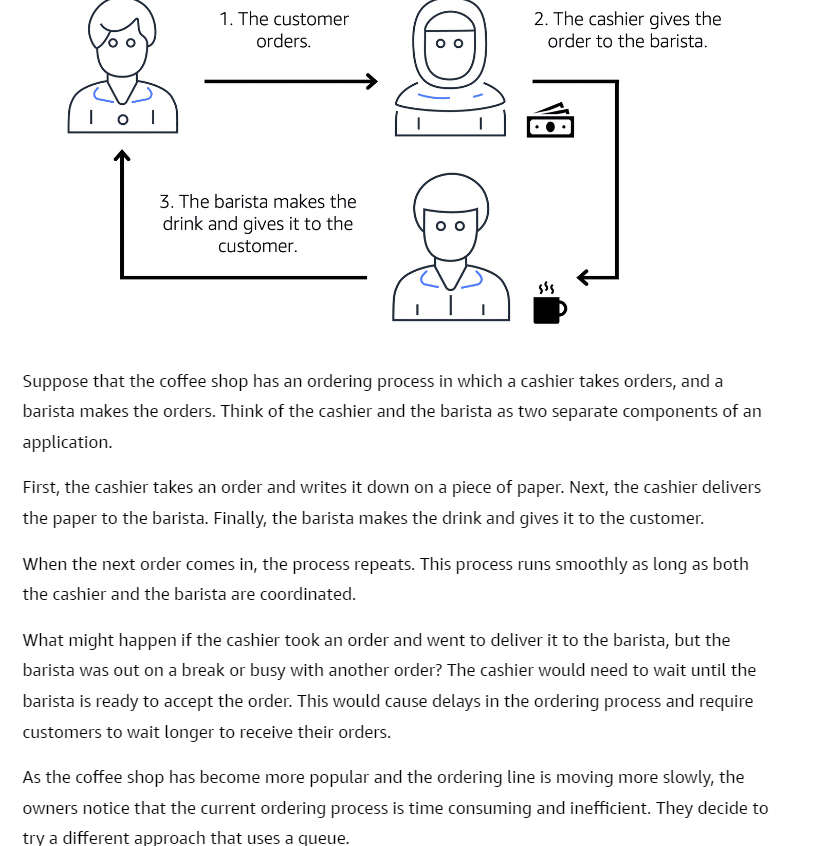 1. The customer
orders.
2. The cashier gives the
order to the barista.
3. The barista makes the
drink and gives it to the
customer.
Suppose that the coffee shop has an ordering process in which a cashier takes orders, and a
barista makes the orders. Think of the cashier and the barista as two separate components of an
application.
First, the cashier takes an order and writes it down on a piece of paper. Next, the cashier delivers
the paper to the barista. Finally, the barista makes the drink and gives it to the customer.
When the next order comes in, the process repeats. This process runs smoothly as long as both
the cashier and the barista are coordinated.
What might happen if the cashier took an order and went to deliver it to the barista, but the
barista was out on a break or busy with another order? The cashier would need to wait until the
barista is ready to accept the order. This would cause delays in the ordering process and require
customers to wait longer to receive their orders.
As the coffee shop has become more popular and the ordering line is moving more slowly, the
owners notice that the current ordering process is time consuming and inefficient. They decide to
try a different approach that uses a queue.